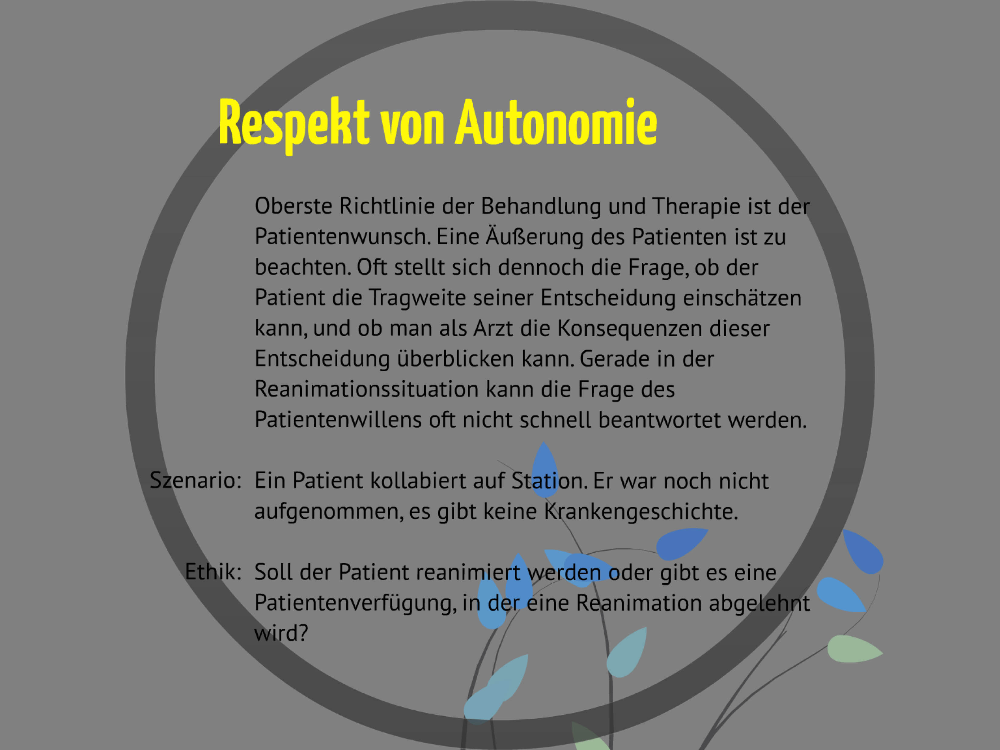 Respekt von Autonomie
Oberste Richtlinie der Behandlung und Therapie ist der
Patientenwunsch. Eine Äußerung des Patienten ist zu
beachten. Oft stellt sich dennoch die Frage, ob der
Patient die Tragweite seiner Entscheidung einschätzen
kann, und ob man als Arzt die Konsequenzen dieser
Entscheidung überblicken kann. Gerade in der
Reanimationssituation kann die Frage des
Patientenwillens oft nicht schnell beantwortet werden.
Szenario: Ein Patient kollabiert auf Station. Er war noch nicht
aufgenommen, es gibt keine Krankengeschichte.
Ethik: Soll der Patient reanimiert werden oder gibt es eine
Patientenverfügung, in der eine Reanimation abgelehnt
wird?